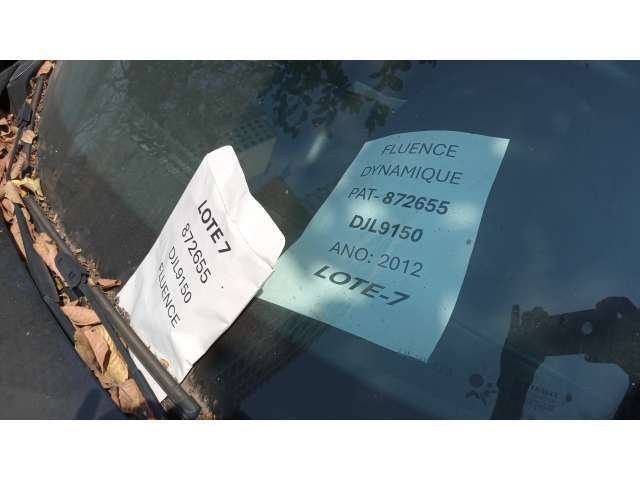 LOTE 7
872655
DJL9150
FLUENCE
FLUENCE
DYNAMIQUE
PAT-872655
DJL9150
ANO: 2012
LOTE-7